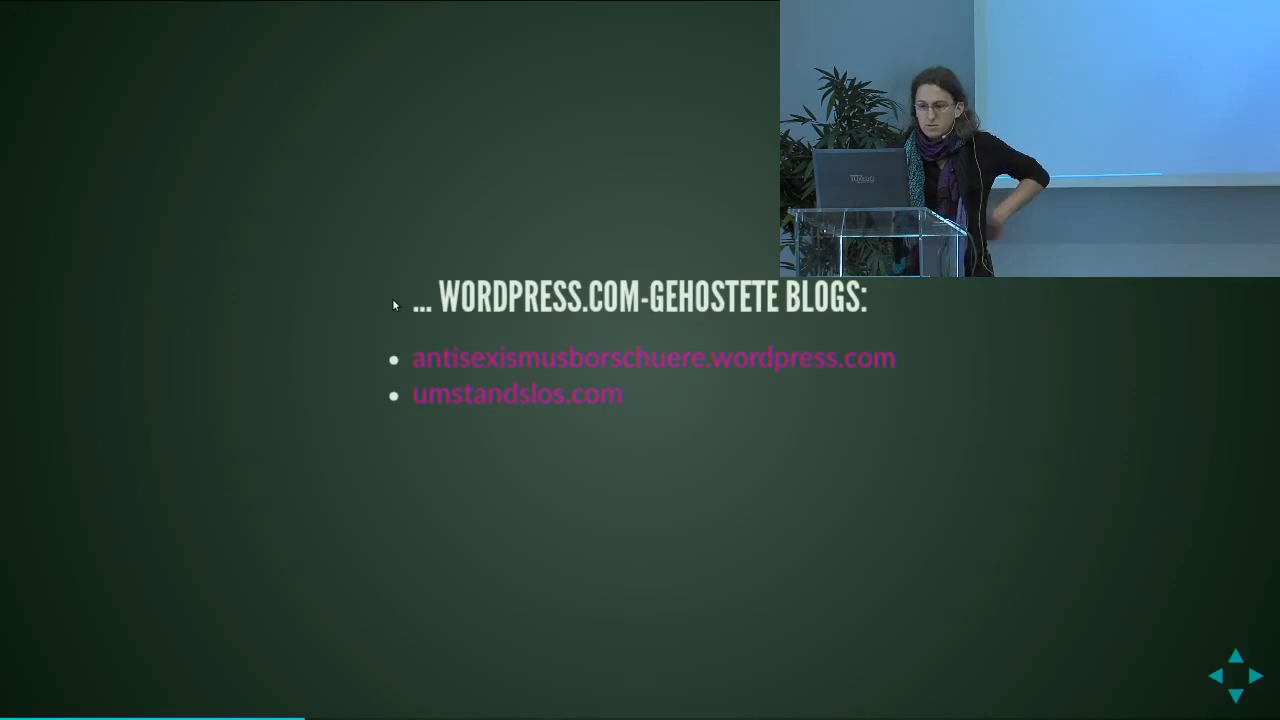 ... WORDPRESS.COM-GEHOSTETE BLOGS:
antisexismusborschuere.wordpress.com
umstandslos.com